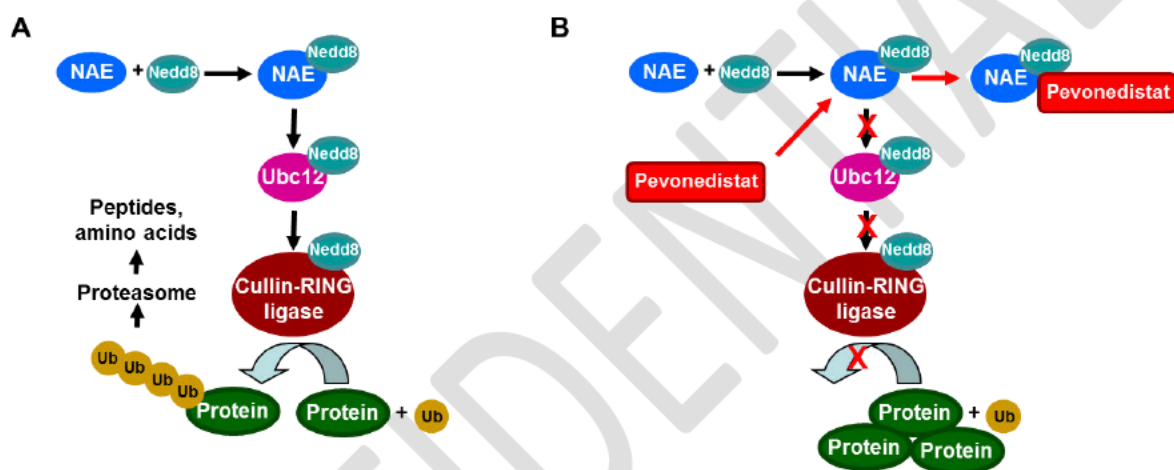 A
NAE + Nedd8
NAE
Nedd8
Ubc12
Nedd8
Cullin-RING
ligase
Nedd8
Peptides,
amino acids
Proteasome
Ub
Ub
Ub
Ub
Protein
Protein + Ub
B
NAE + Nedd8
NAE
Nedd8
NAE
Nedd8
Pevonedistat
Pevonedistat
X
Ubc12
Nedd8
X
Cullin-RING
ligase
Nedd8
X
Protein + Ub
Protein
Protein
IDENTIA